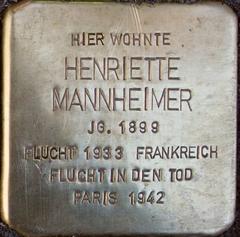 HIER WOHNTE
HENRIETTE
MANNHEIMER
JG. 1899
FLUCHT 1933 FRANKREICH
FLUCHT IN DEN TOD
PARIS 1942